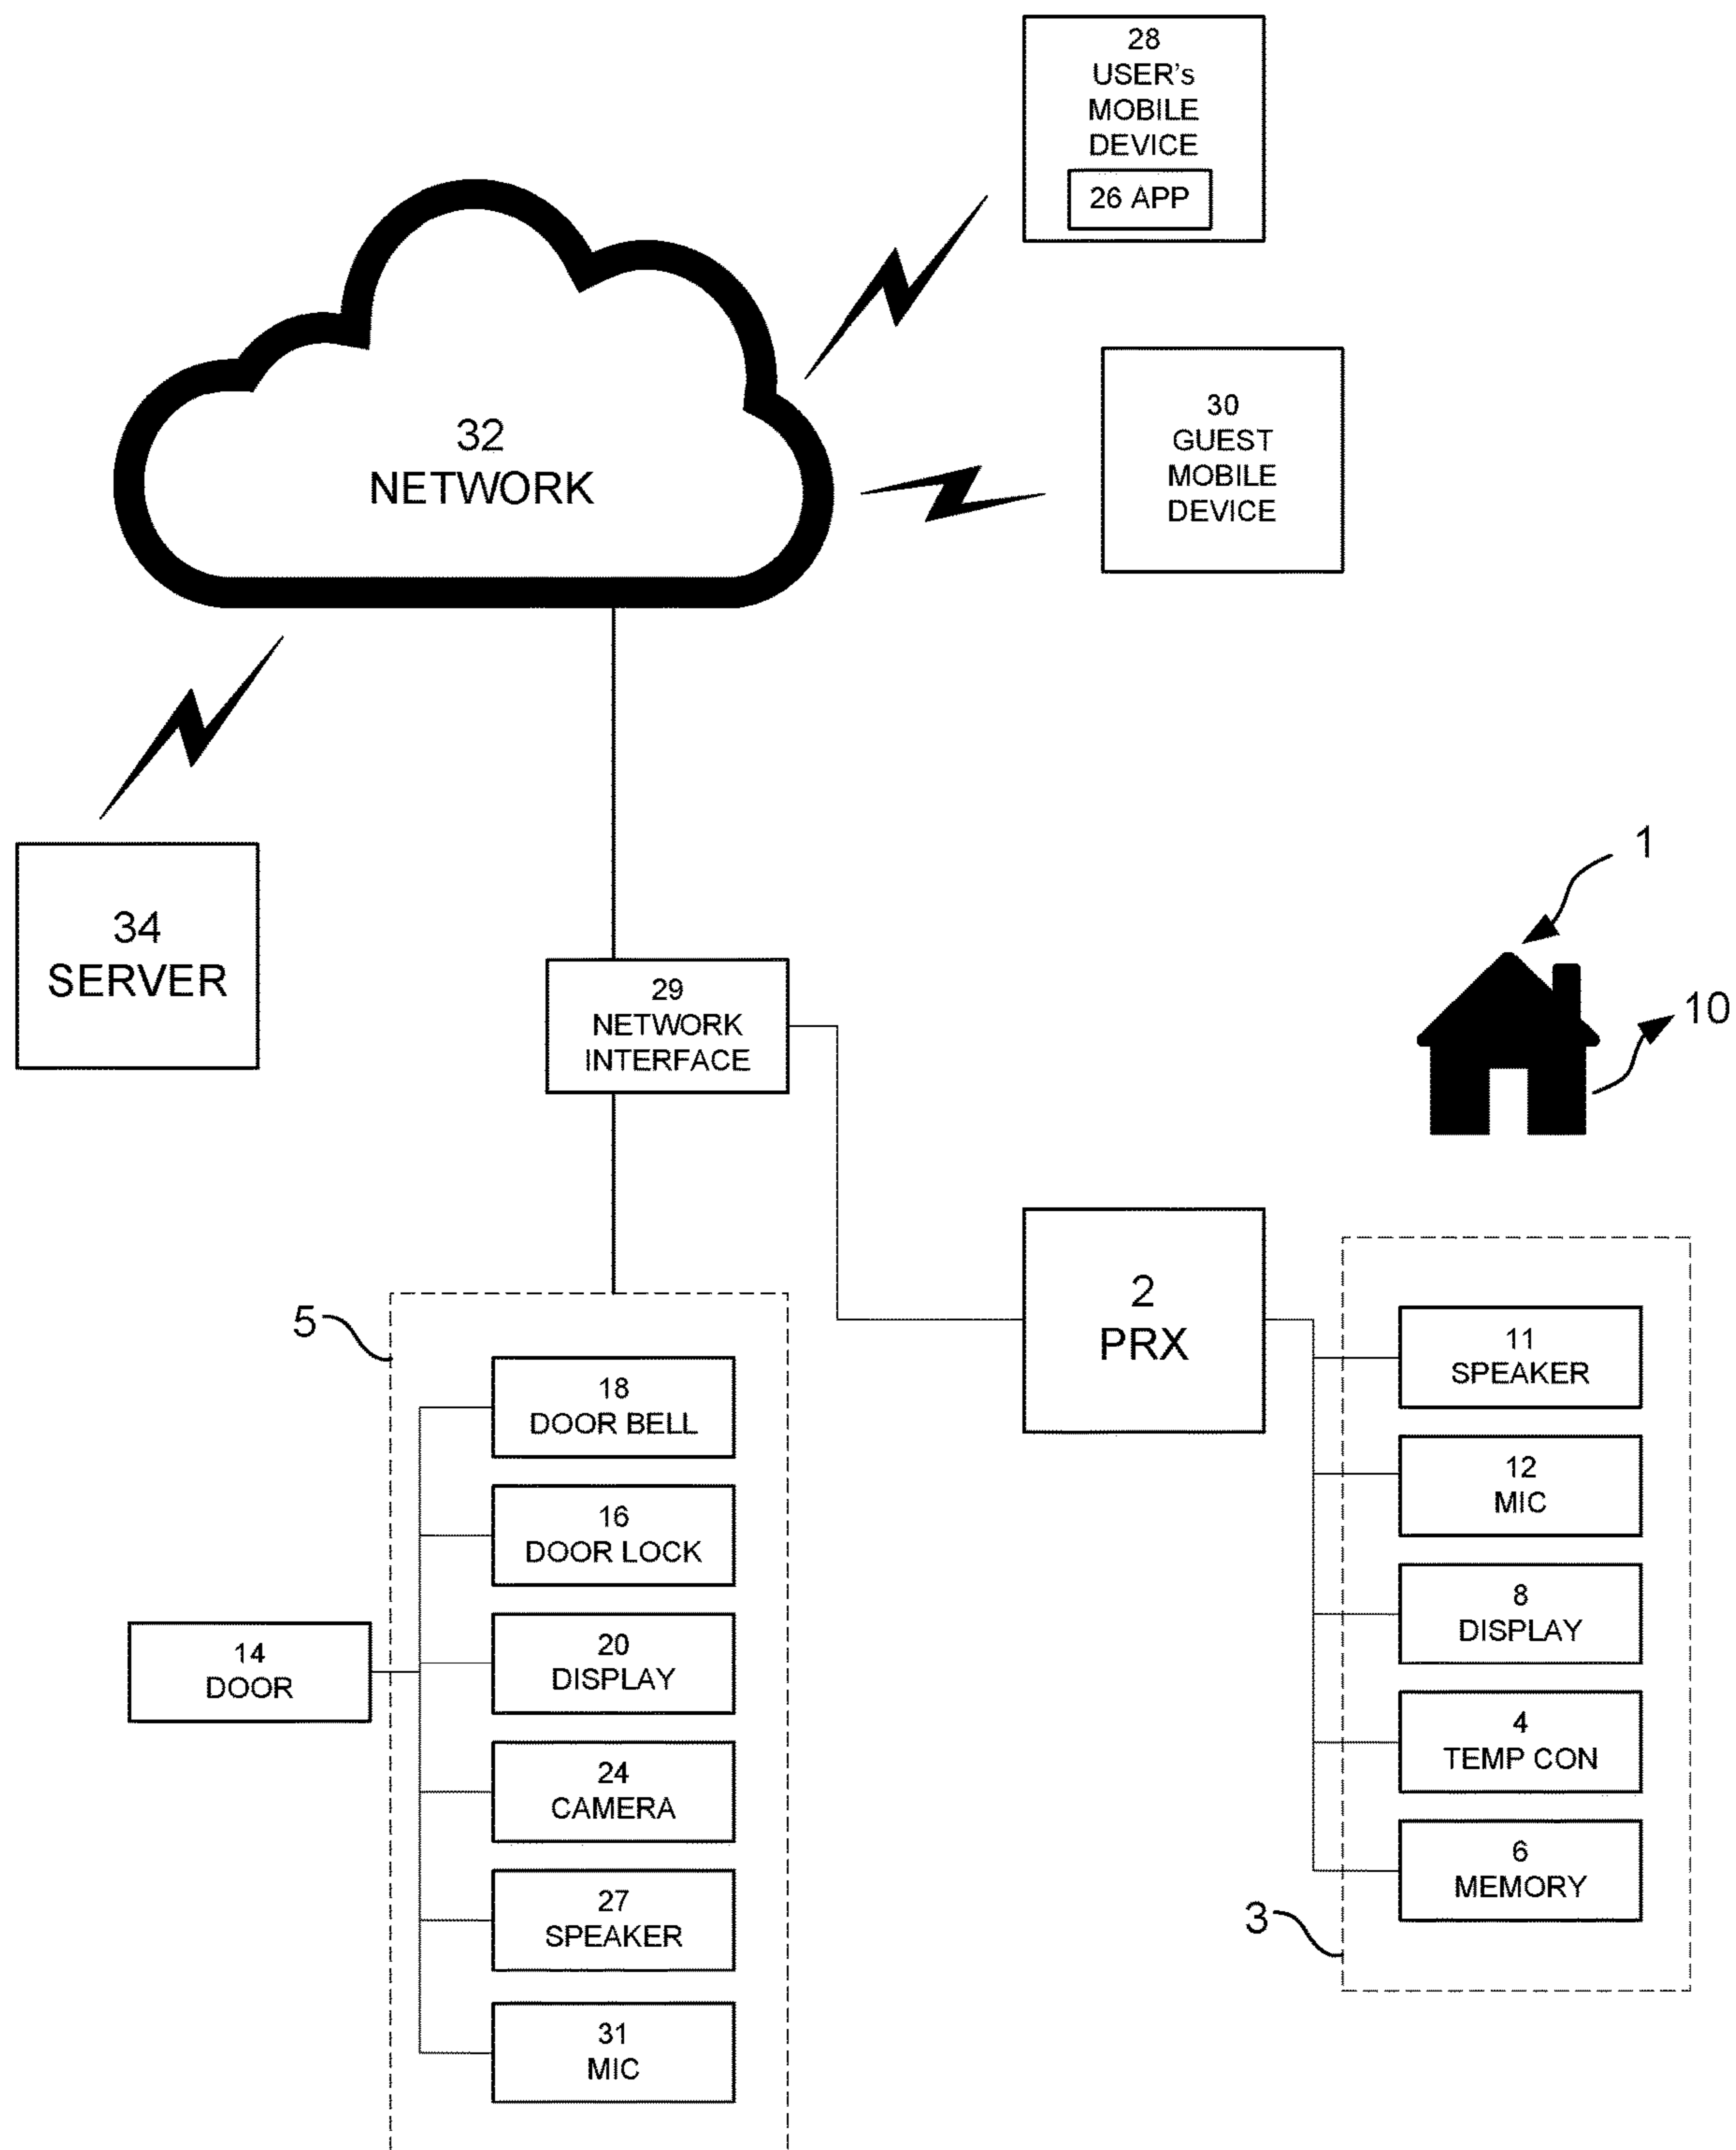 28
USER's
MOBILE
DEVICE
26 APP
30
GUEST
MOBILE
DEVICE
32
NETWORK
34
SERVER
1
10
29
NETWORK
INTERFACE
2
PRX
5
18
DOOR BELL
16
DOOR LOCK
20
DISPLAY
24
CAMERA
27
SPEAKER
31
MIC
14
DOOR
11
SPEAKER
12
MIC
8
DISPLAY
4
TEMP CON
6
MEMORY
3